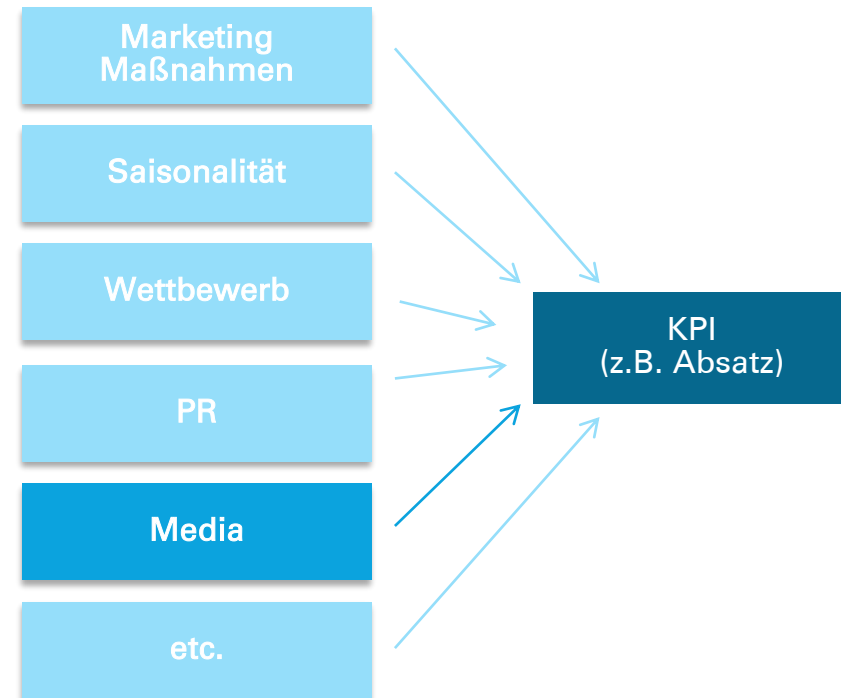 Marketing
Maßnahmen
Saisonalität
Wettbewerb
KPI
(z.B. Absatz)
PR
Media
etc.